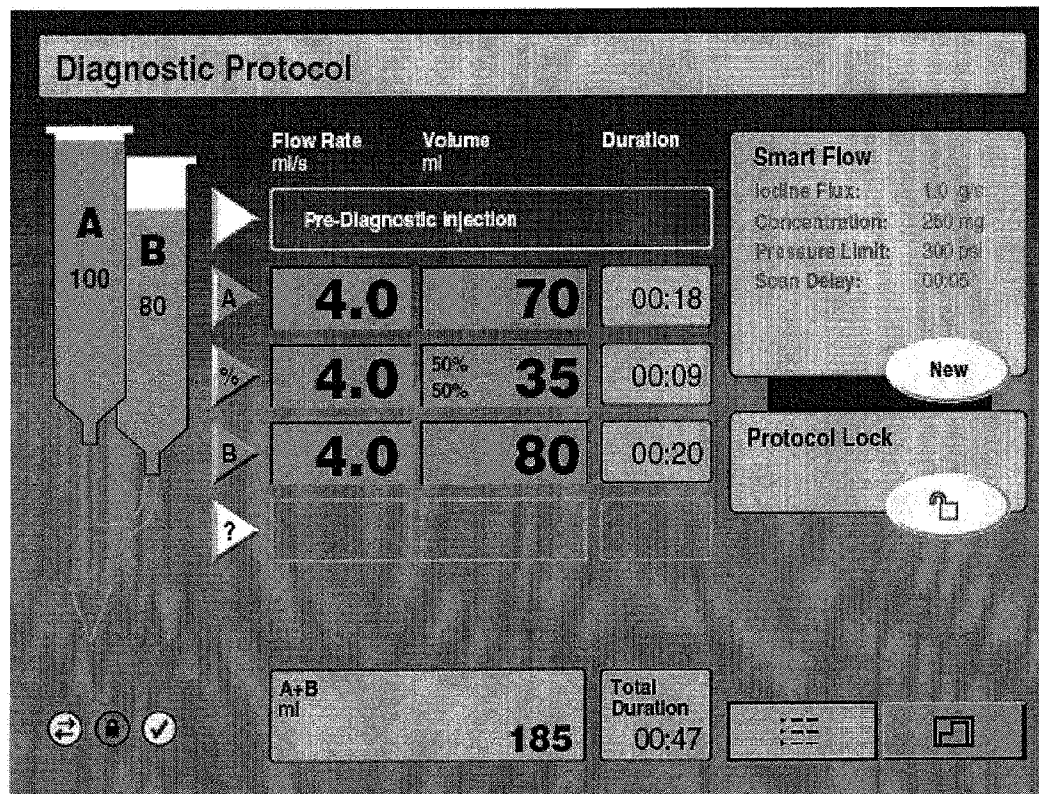 Diagnostic Protocol
Flow Rate
ml/s
Volume
ml
Duration
Pre-Diagnostic Injection
A
100
B
80
A
4.0
70
00:18
%
4.0
50%
50%
35
00:09
B
4.0
80
00:20
?
Smart Flow
Iodine Flux: 1.0 g/s
Concentration: 250 mg
Pressure Limit: 300 psi
Scan Delay: 00:05
New
Protocol Lock
A+B
ml
185
Total
Duration
00:47